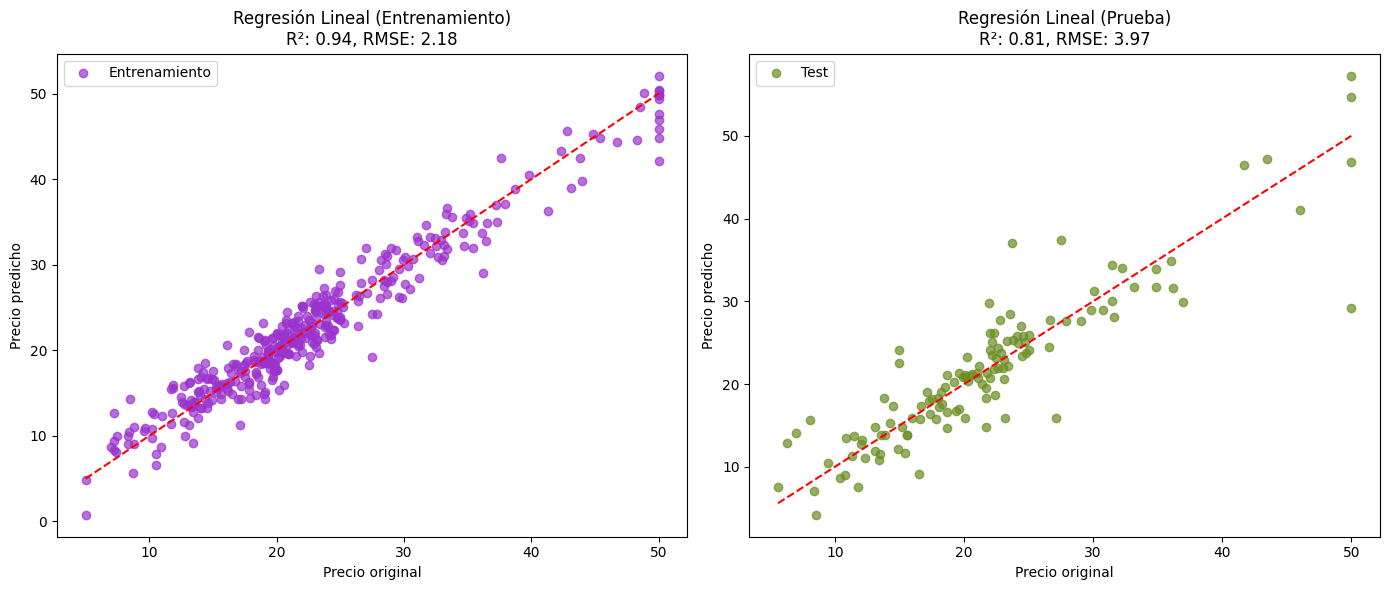 Regresión Lineal (Entrenamiento)
R²: 0.94, RMSE: 2.18
Entrenamiento
50
40
30
20
10
0
Precio predicho
10
20
30
40
50
Precio original
Regresión Lineal (Prueba)
R²: 0.81, RMSE: 3.97
Test
50
40
30
20
10
Precio predicho
10
20
30
40
50
Precio original